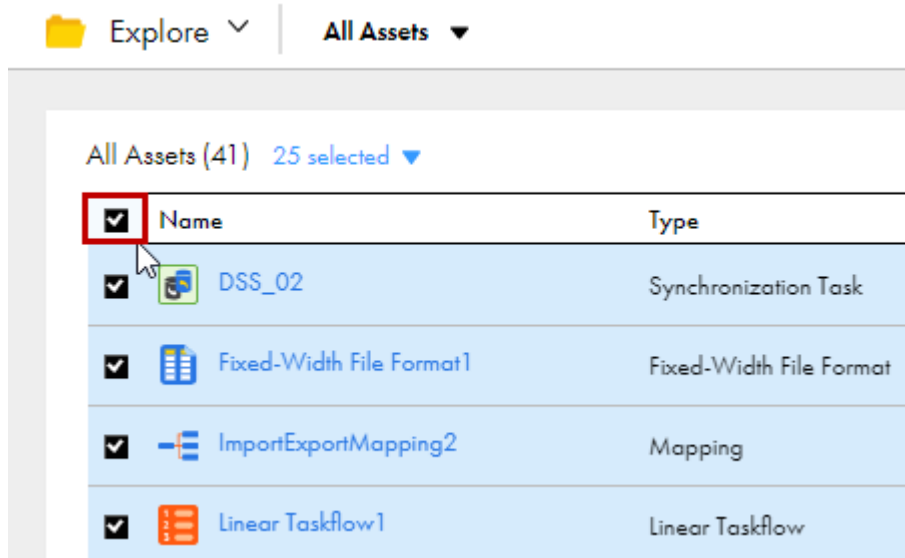 Explore All Assets
All Assets (41) 25 selected
Name Type
DSS_02 Synchronization Task
Fixed-Width File Format1 Fixed-Width File Format
ImportExportMapping2 Mapping
Linear Taskflow1 Linear Taskflow